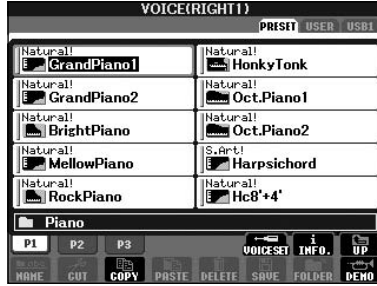 VOICE(RIGHT1)
PRESET USER USB1
Natural! GrandPiano1
Natural! HonkyTonk
Natural! GrandPiano2
Natural! Oct.Piano1
Natural! BrightPiano
Natural! Oct.Piano2
Natural! MellowPiano
S.Art! Harpsichord
Natural! RockPiano
Natural! Hc8'+4'
Piano
P1 P2 P3 VOICESET INFO. UP
NAME CUT COPY PASTE DELETE SAVE FOLDER DEMO